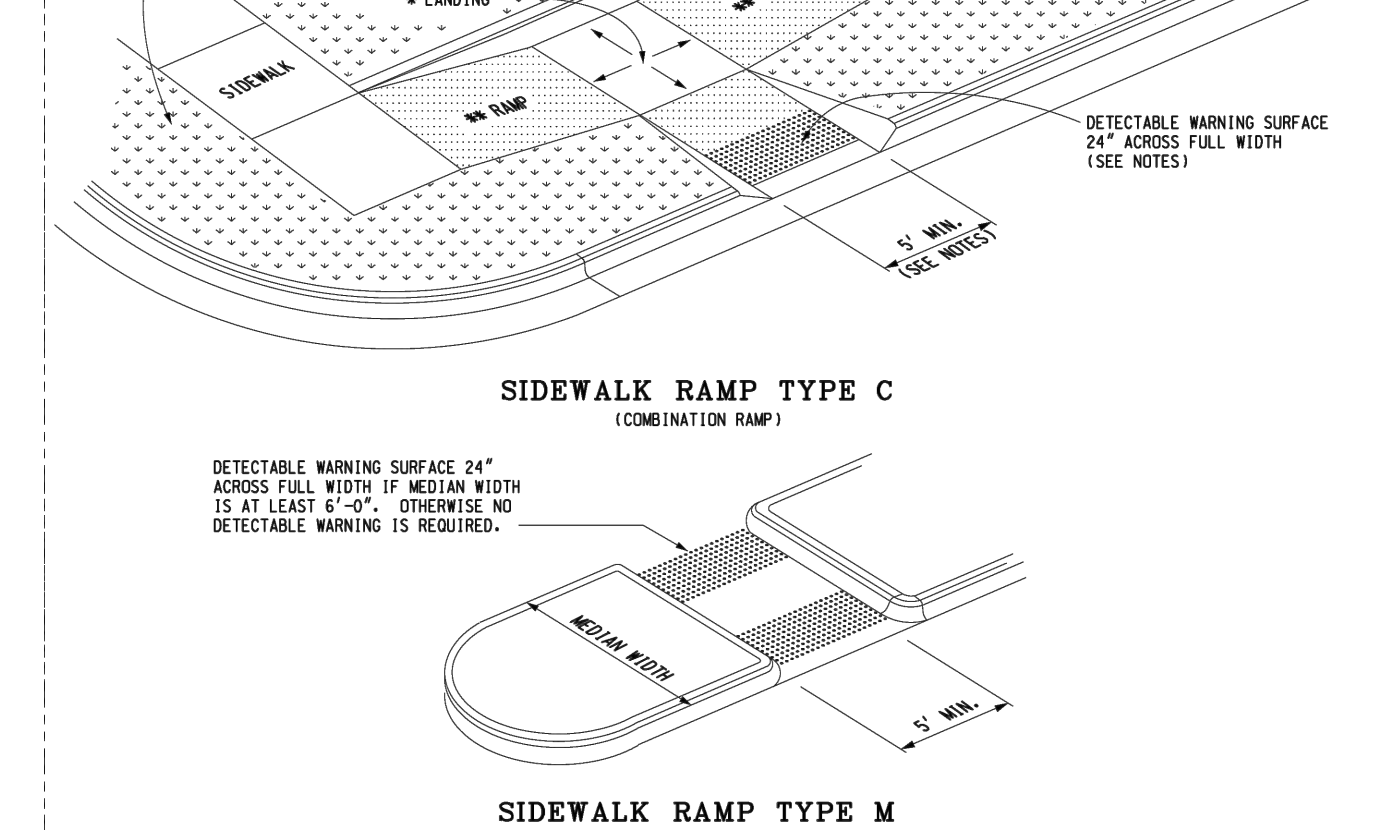 * LANDING
**
SIDEWALK
** RAMP
DETECTABLE WARNING SURFACE
24" ACROSS FULL WIDTH
(SEE NOTES)
5' MIN.
(SEE NOTES)
SIDEWALK RAMP TYPE C
(COMBINATION RAMP)
DETECTABLE WARNING SURFACE 24"
ACROSS FULL WIDTH IF MEDIAN WIDTH
IS AT LEAST 6'-0". OTHERWISE NO
DETECTABLE WARNING IS REQUIRED.
MEDIAN WIDTH
5' MIN.
SIDEWALK RAMP TYPE M